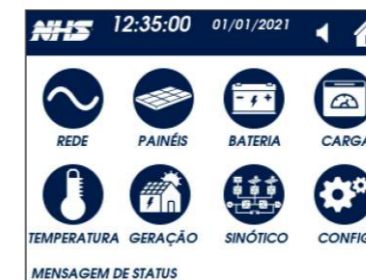 NHS 12:35:00 01/01/2021
REDE PAINÉIS BATERIA CARGA
TEMPERATURA GERAÇÃO SINÓTICO CONFIG
MENSAGEM DE STATUS